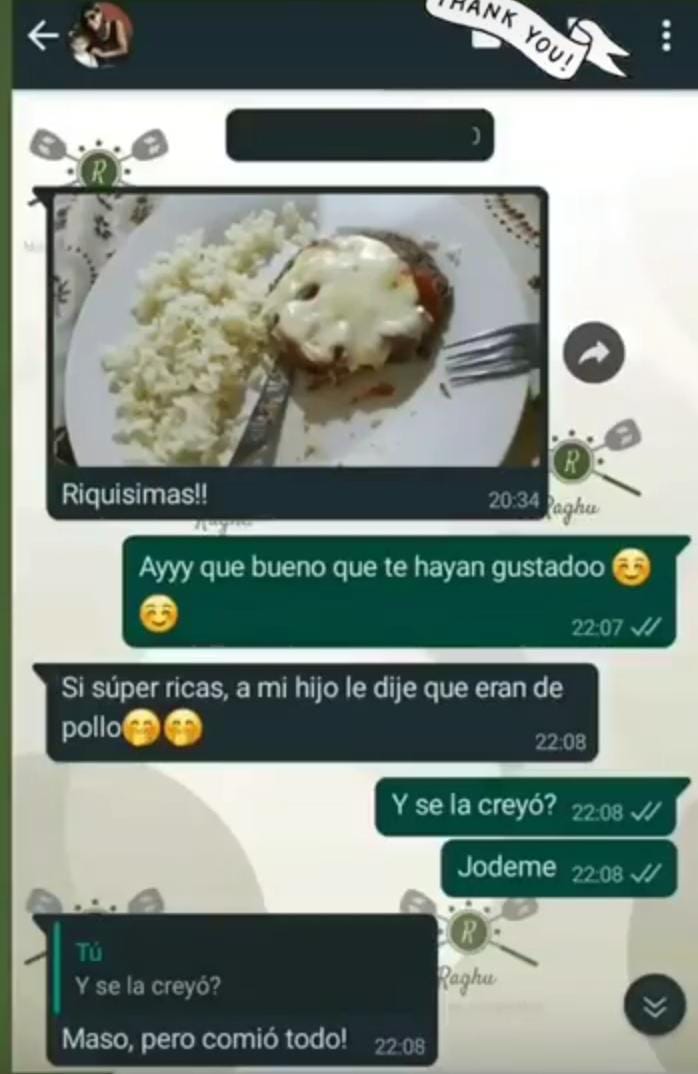 THANK YOU!
R
Riquisimas!!
20:34
R
Raghu
Ayyy que bueno que te hayan gustadoo 😊
😊
22:07
Si súper ricas, a mi hijo le dije que eran de
pollo🤭🤭
22:08
Y se la creyó? 22:08
Jodeme 22:08
R
Raghu
Tú
Y se la creyó?
Maso, pero comió todo! 22:08